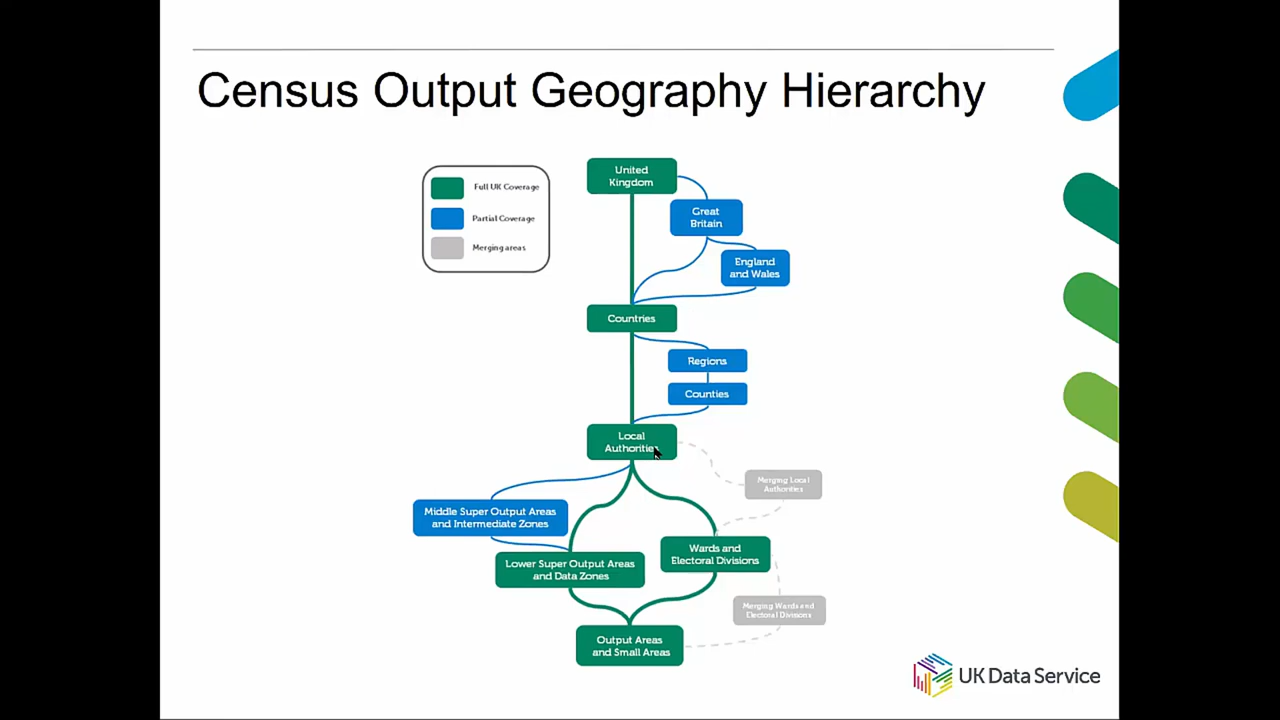 Census Output Geography Hierarchy
Full UK Coverage
Partial Coverage
Merging areas
United
Kingdom
Great
Britain
England
and Wales
Countries
Regions
Counties
Local
Authorities
Merging Local
Authorities
Middle Super Output Areas
and Intermediate Zones
Wards and
Electoral Divisions
Lower Super Output Areas
and Data Zones
Merging Wards and
Electoral Divisions
Output Areas
and Small Areas
UK Data Service